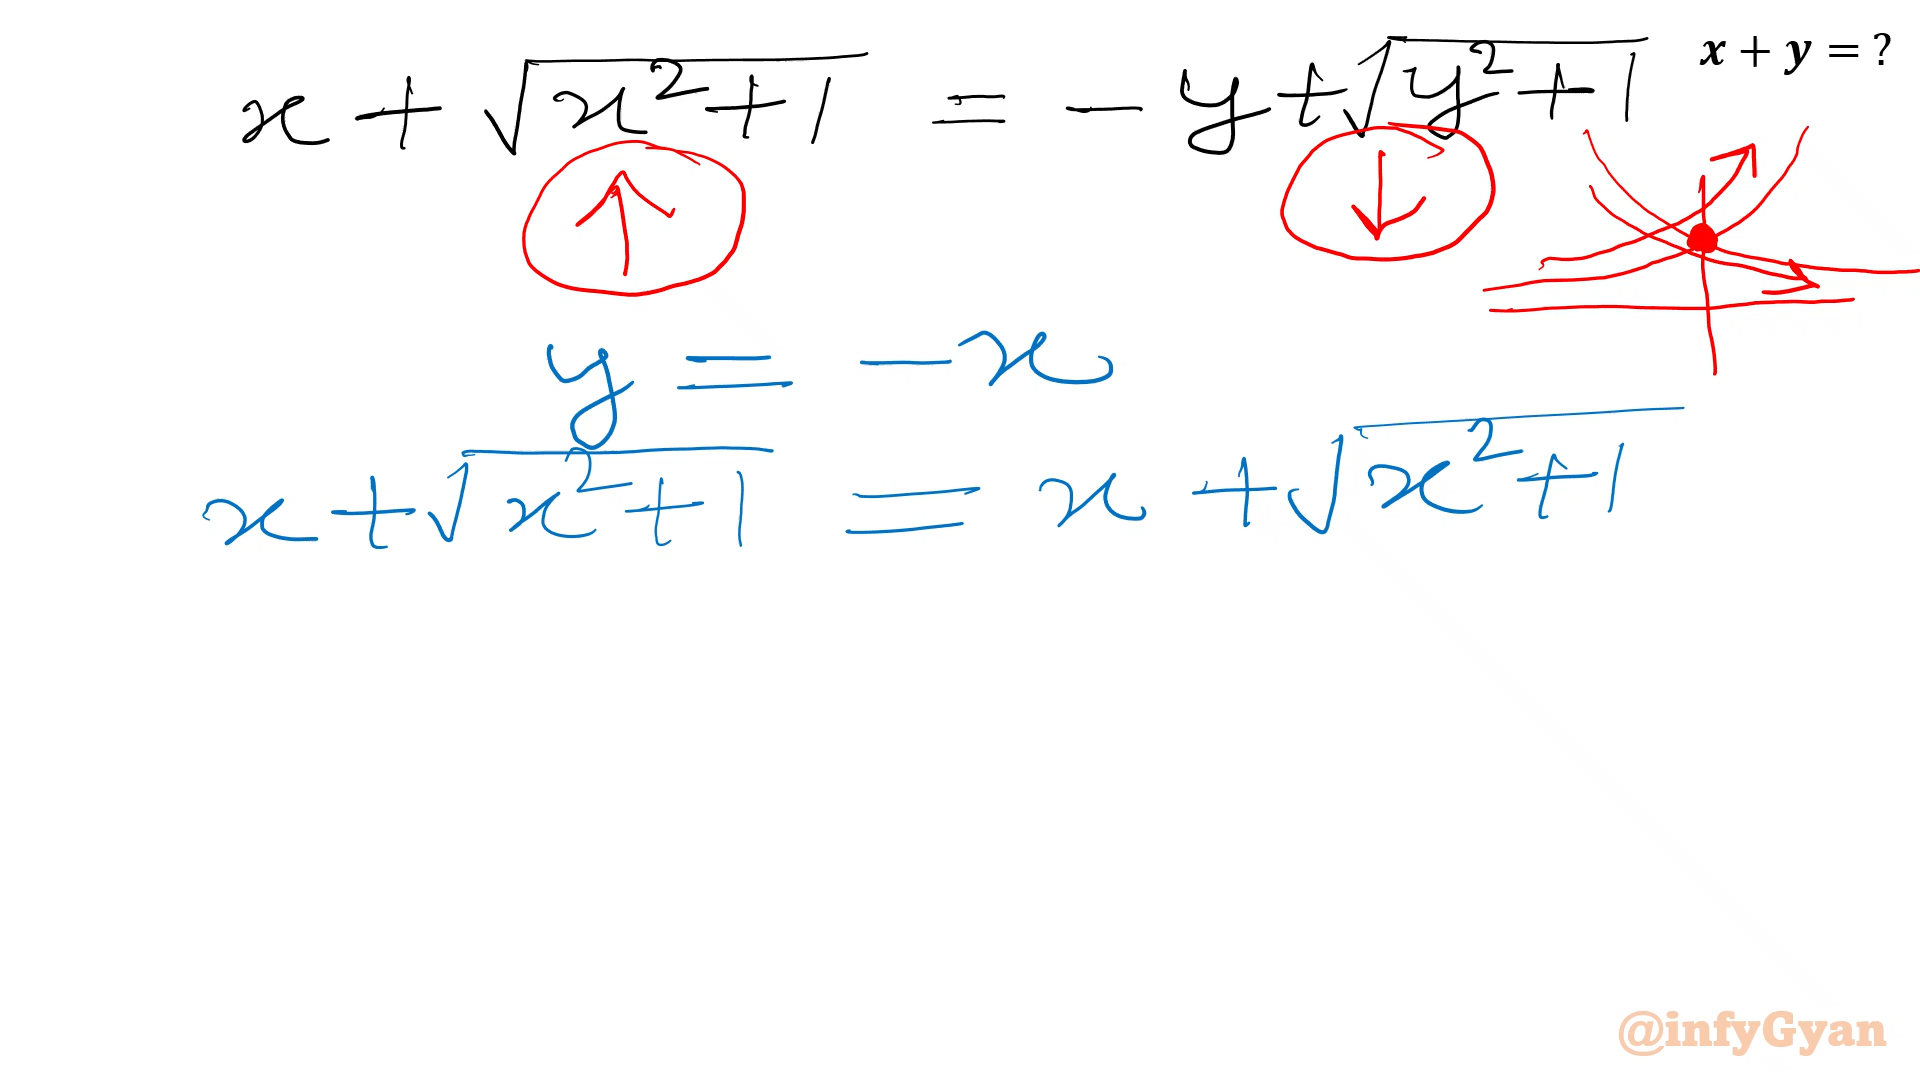 x + √(x² + 1) = - y + √(y² + 1)
x + y = ?
y = - x
x + √(x² + 1) = x + √(x² + 1)
@infyGyan